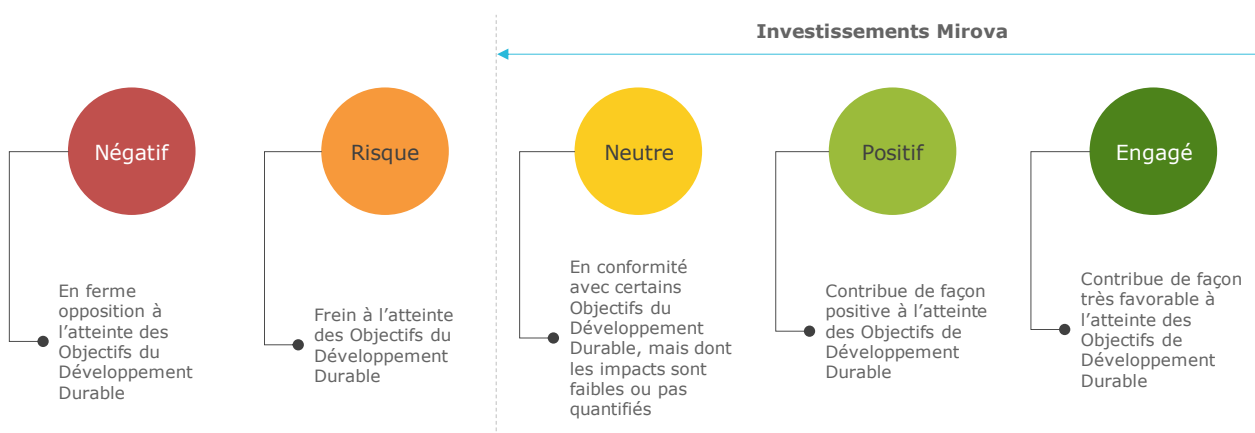 Investissements Mirova
Négatif
Risque
Neutre
Positif
Engagé
En ferme
opposition à
l’atteinte des
Objectifs du
Développement
Durable
Frein à l’atteinte
des Objectifs du
Développement
Durable
En conformité
avec certains
Objectifs du
Développement
Durable, mais dont
les impacts sont
faibles ou pas
quantifiés
Contribue de façon
positive à l’atteinte
des Objectifs de
Développement
Durable
Contribue de façon
très favorable à
l’atteinte des
Objectifs de
Développement
Durable